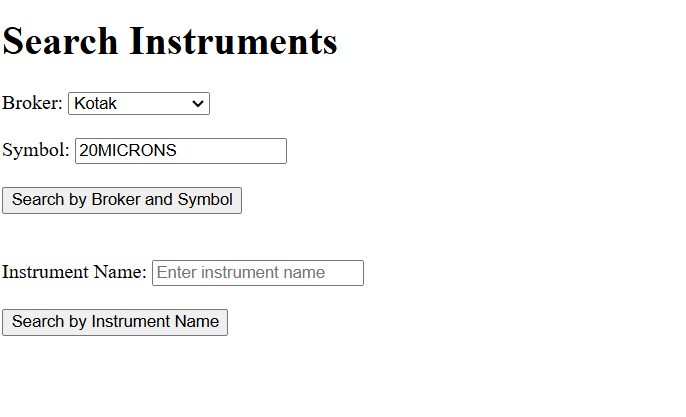 Search Instruments
Broker: Kotak
Symbol: 20MICRONS
Search by Broker and Symbol
Instrument Name: Enter instrument name
Search by Instrument Name